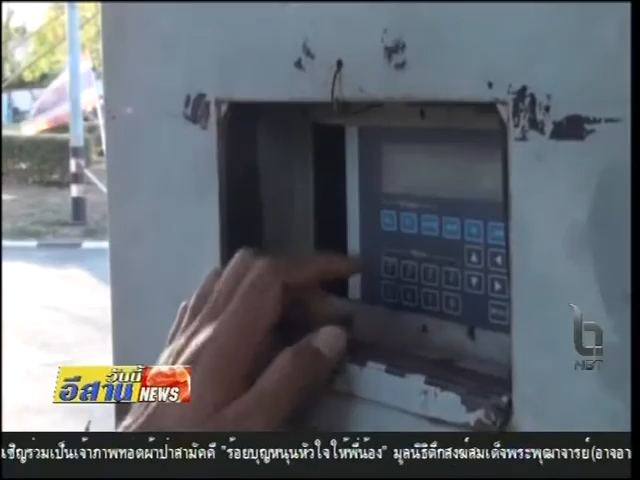 NBT
อีสานวันนี้
NEWS
เชิญร่วมเป็นเจ้าภาพทอดผ้าป่าสามัคคี "ร้อยบุญหนุนหัวใจให้พี่น้อง" มูลนิธิตึกสงฆ์สมเด็จพระพุฒาจารย์(อาจอา